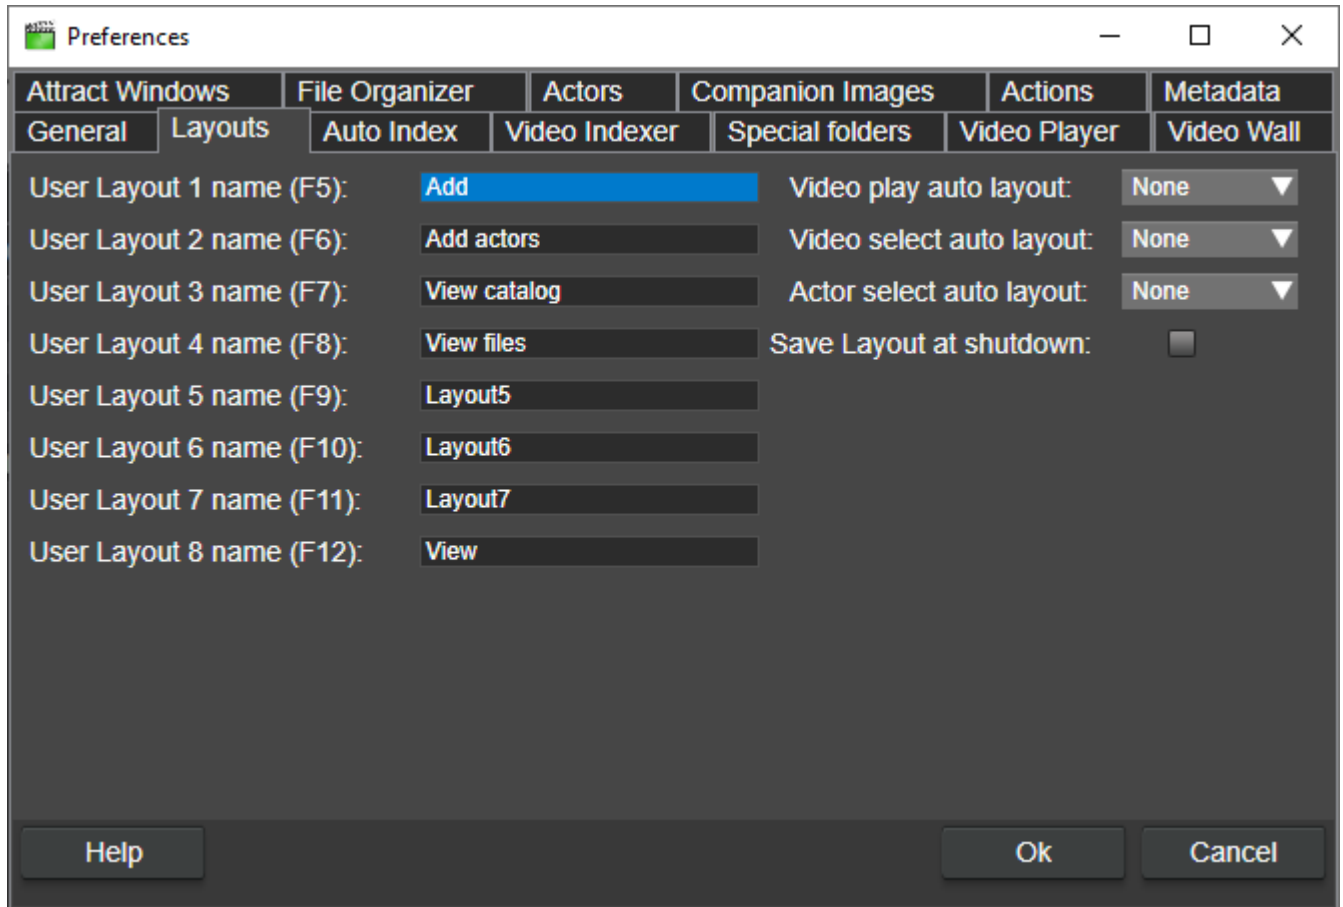 Preferences
Attract Windows File Organizer Actors Companion Images Actions Metadata
General Layouts Auto Index Video Indexer Special folders Video Player Video Wall
User Layout 1 name (F5): Add Video play auto layout: None
User Layout 2 name (F6): Add actors Video select auto layout: None
User Layout 3 name (F7): View catalog Actor select auto layout: None
User Layout 4 name (F8): View files Save Layout at shutdown:
User Layout 5 name (F9): Layout5
User Layout 6 name (F10): Layout6
User Layout 7 name (F11): Layout7
User Layout 8 name (F12): View
Help Ok Cancel